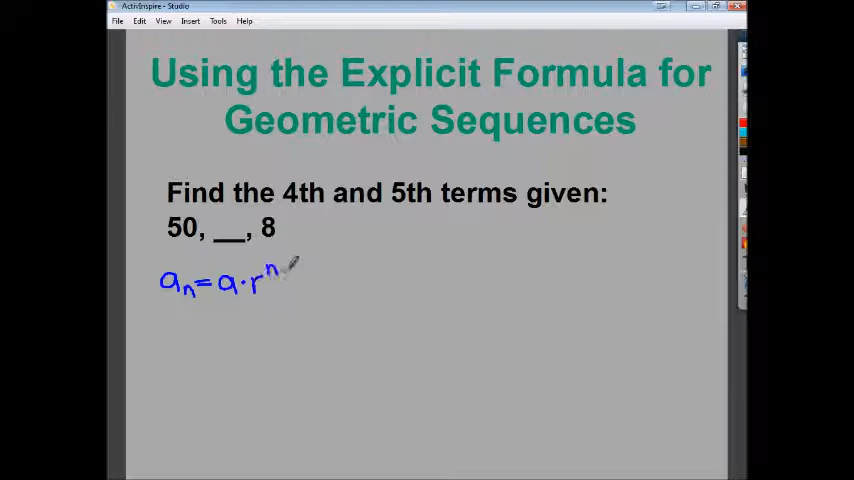 ActivInspire - Studio
File Edit View Insert Tools Help
Using the Explicit Formula for
Geometric Sequences
Find the 4th and 5th terms given:
50, __, 8
aₙ = a · rⁿ